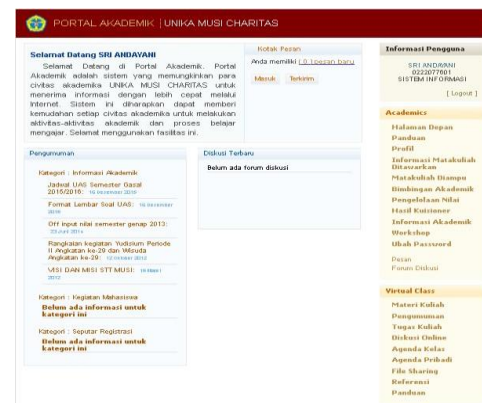 PORTAL AKADEMIK | UNIKA MUSI CHARITAS
Selamat Datang SRI ANDAYANI
Selamat Datang di Portal Akademik. Portal
Akademik adalah sistem yang memungkinkan para
civitas akademika UNIKA MUSI CHARITAS untuk
menerima informasi dengan lebih cepat melalui
Internet. Sistem ini diharapkan dapat memberi
kemudahan setiap civitas akademika untuk melakukan
aktivitas-aktivitas akademik dan proses belajar
mengajar. Selamat menggunakan fasilitas ini.
Kotak Pesan
Anda memiliki ( 0 ) pesan baru
Masuk Terkirim
Pengumuman
Kategori : Informasi Akademik
Jadwal UAS Semester Gasal
2015/2016:
Format Lembar Soal UAS:
Off input nilai semester genap 2013:
Rangkaian kegiatan Yudisium Periode
II Angkatan ke-29 dan Wisuda
Angkatan ke-29:
VISI DAN MISI STT MUSI:
Kategori : Kegiatan Mahasiswa
Belum ada informasi untuk
kategori ini
Kategori : Seputar Registrasi
Belum ada informasi untuk
kategori ini
Diskusi Terbaru
Belum ada forum diskusi
Informasi Pengguna
SRI ANDAYANI
0222077601
SISTEM INFORMASI
[ Logout ]
Academics
Halaman Depan
Panduan
Profil
Informasi Matakuliah
Ditawarkan
Matakuliah Diampu
Bimbingan Akademik
Pengelolaan Nilai
Hasil Kuisioner
Informasi Akademik
Workshop
Ubah Password
Pesan
Forum Diskusi
Virtual Class
Materi Kuliah
Pengumuman
Tugas Kuliah
Diskusi Online
Agenda Kelas
Agenda Pribadi
File Sharing
Referensi
Panduan